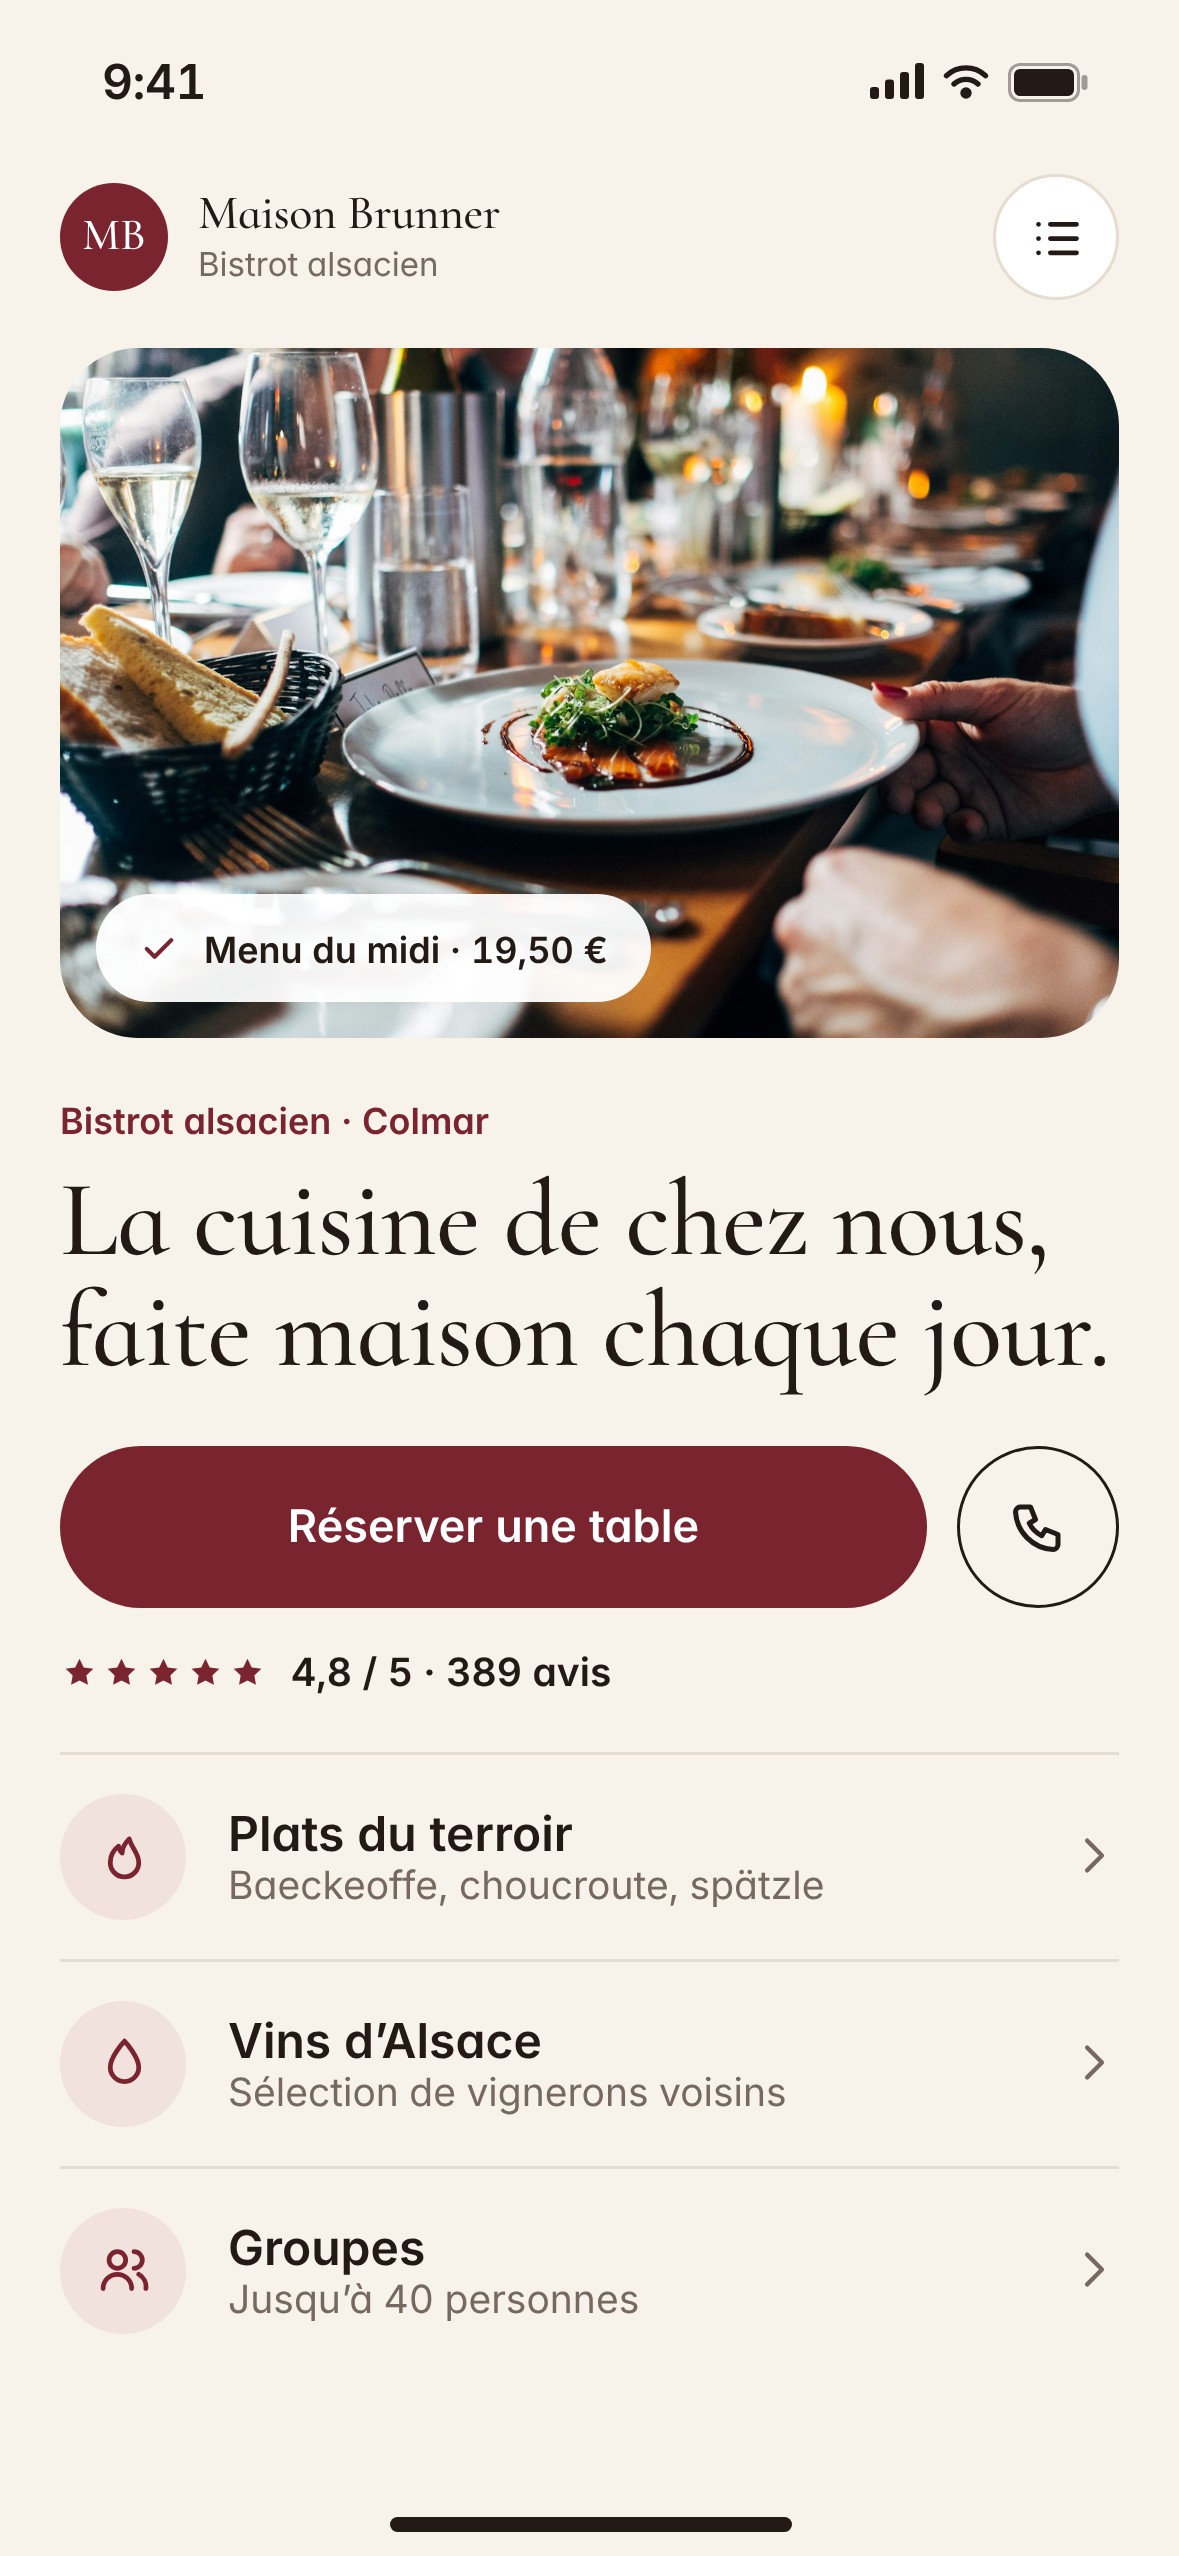 9:41
MB
Maison Brunner
Bistrot alsacien
Menu du midi · 19,50 €
Bistrot alsacien · Colmar
La cuisine de chez nous,
faite maison chaque jour.
Réserver une table
4,8 / 5 · 389 avis
Plats du terroir
Baeckeoffe, choucroute, spätzle
Vins d’Alsace
Sélection de vignerons voisins
Groupes
Jusqu’à 40 personnes